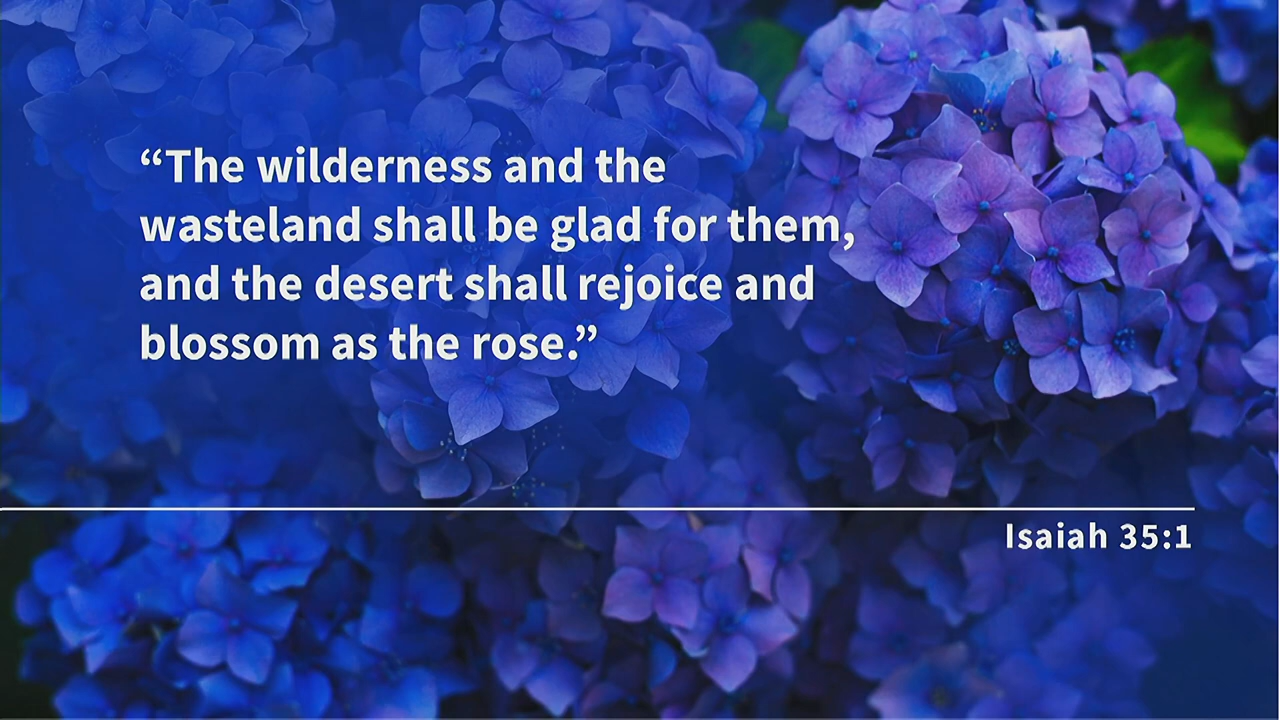 “The wilderness and the
wasteland shall be glad for them,
and the desert shall rejoice and
blossom as the rose.”
Isaiah 35:1